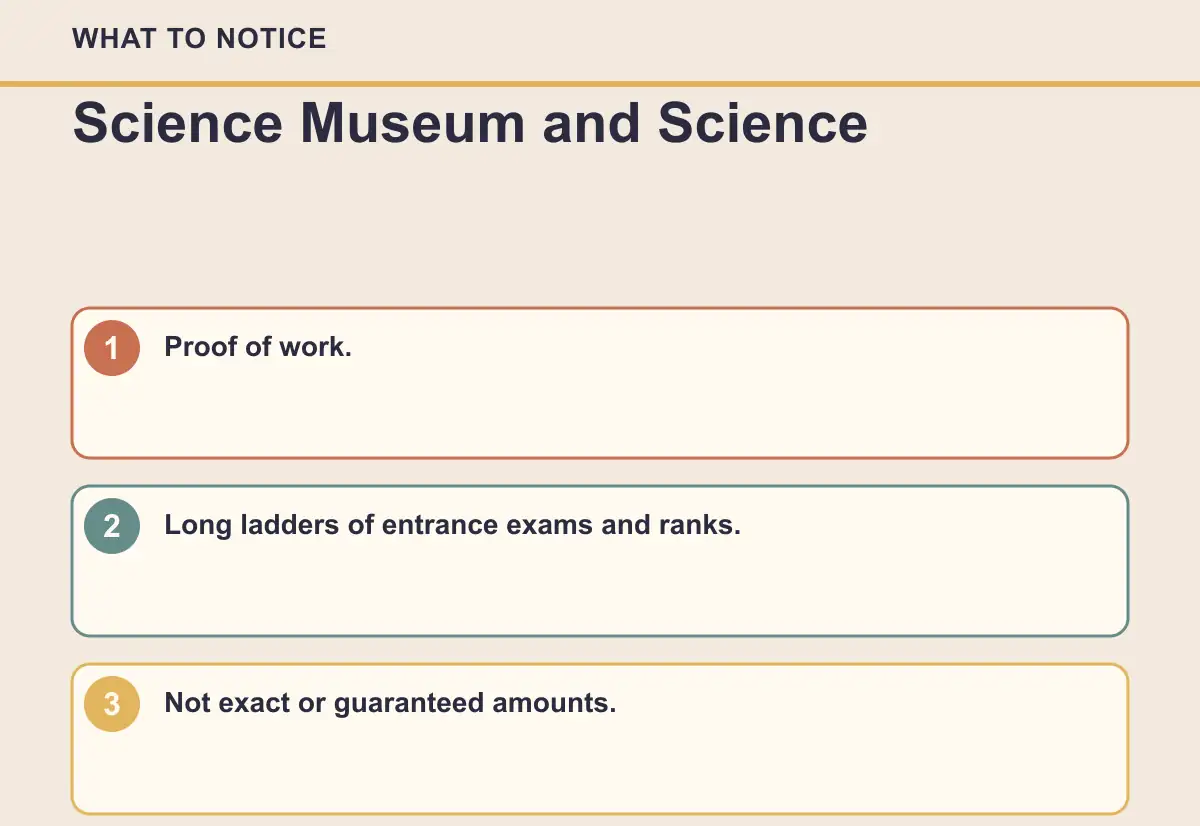 WHAT TO NOTICE
Science Museum and Science
1 Proof of work.
2 Long ladders of entrance exams and ranks.
3 Not exact or guaranteed amounts.